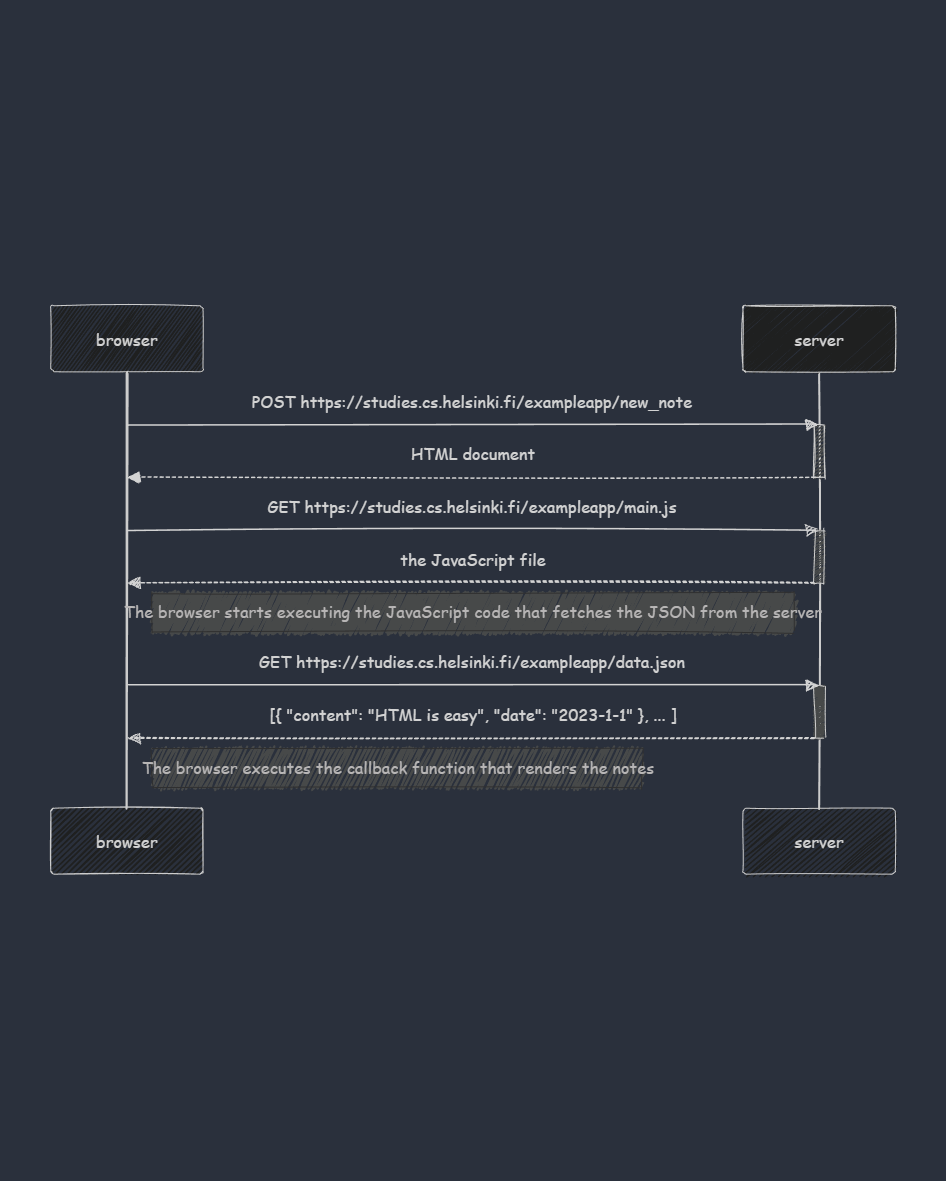 browser
server
POST https://studies.cs.helsinki.fi/exampleapp/new_note
HTML document
GET https://studies.cs.helsinki.fi/exampleapp/main.js
the JavaScript file
The browser starts executing the JavaScript code that fetches the JSON from the server
GET https://studies.cs.helsinki.fi/exampleapp/data.json
[{ "content": "HTML is easy", "date": "2023-1-1" }, ... ]
The browser executes the callback function that renders the notes
browser
server